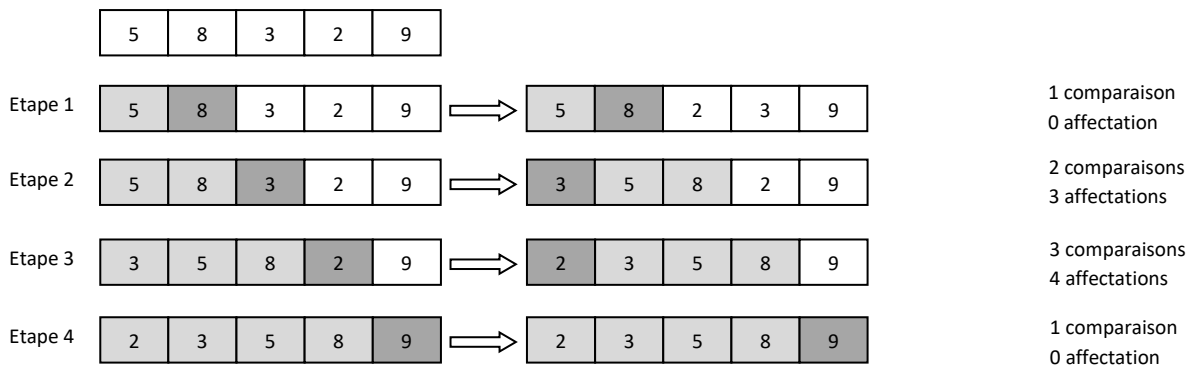 5 8 3 2 9
Etape 1 5 8 3 2 9 5 8 2 3 9 1 comparaison
0 affectation
Etape 2 5 8 3 2 9 3 5 8 2 9 2 comparaisons
3 affectations
Etape 3 3 5 8 2 9 2 3 5 8 9 3 comparaisons
4 affectations
Etape 4 2 3 5 8 9 2 3 5 8 9 1 comparaison
0 affectation